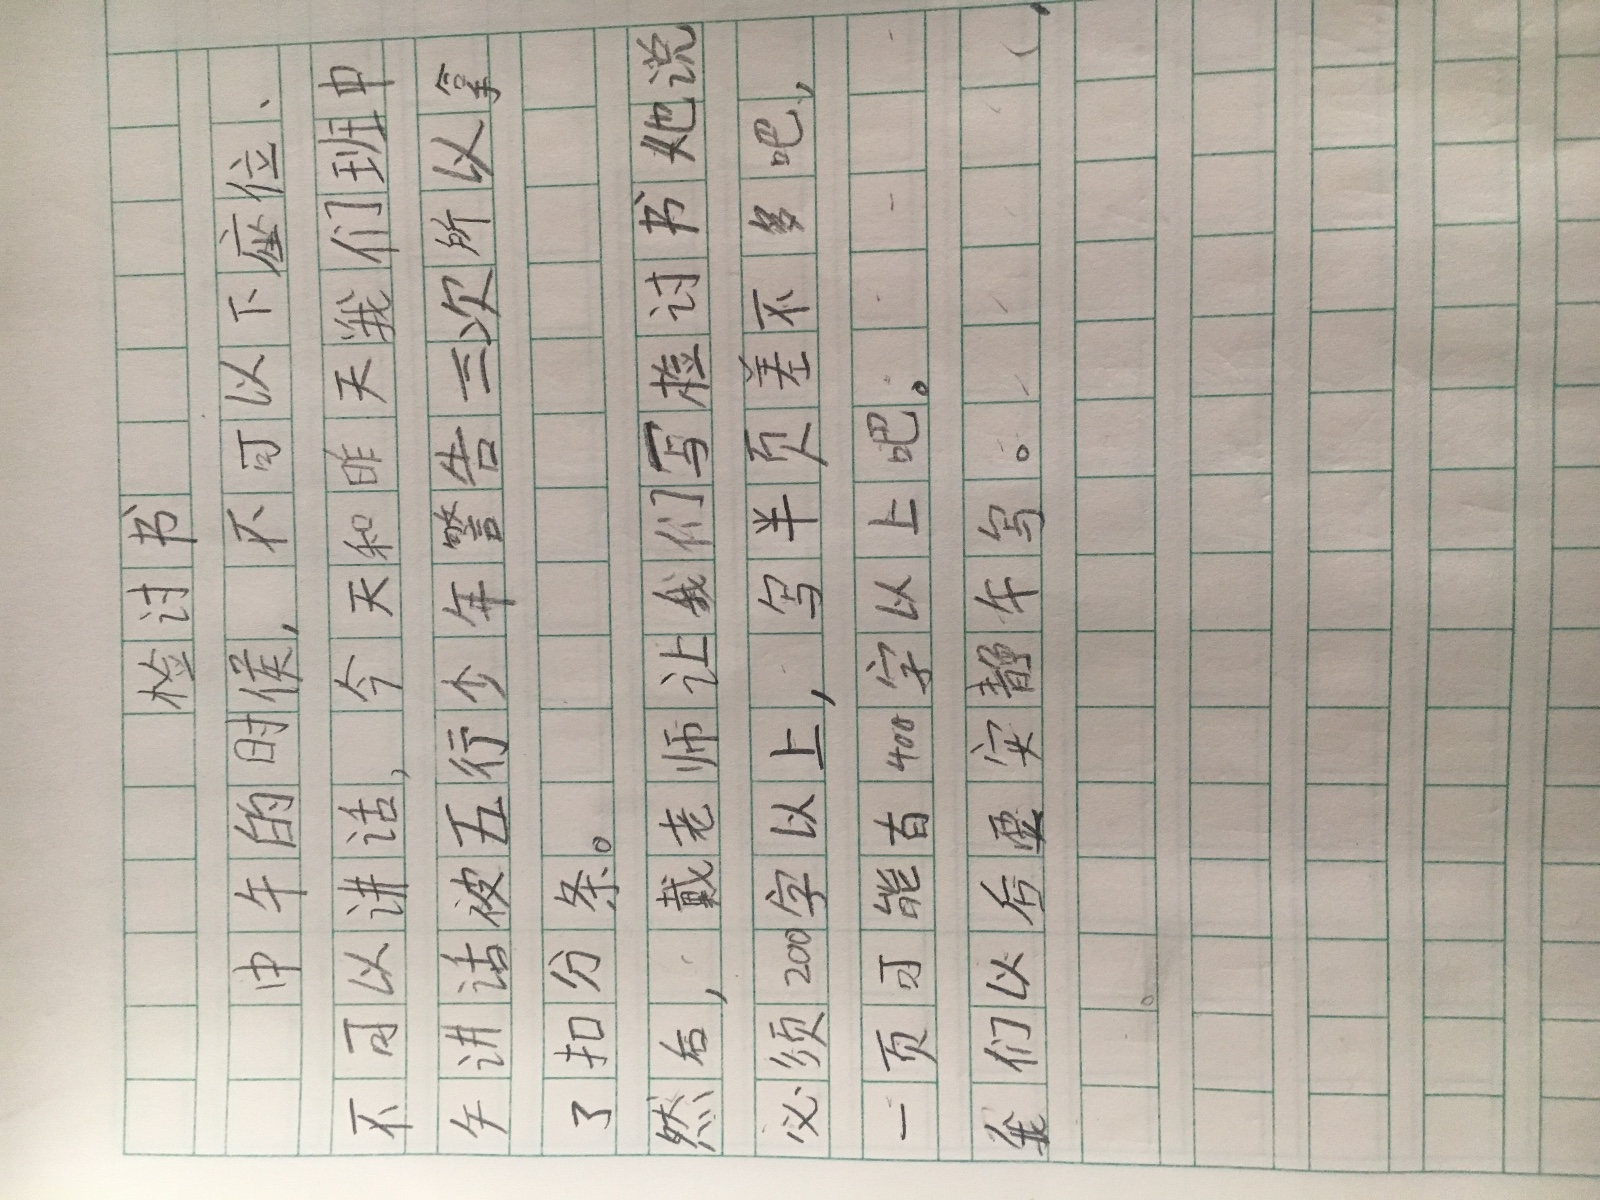 检讨书
中午的时侯，不可以下座位、
不可以讲话，今天和昨天我们班中
午讲话被五行少年警告三次所以拿
了扣分条。
然后，戴老师让我们写检讨书她说
必须200字以上，写半页差不多吧，
一页可能有400字以上吧。
我们以后要安静午写。